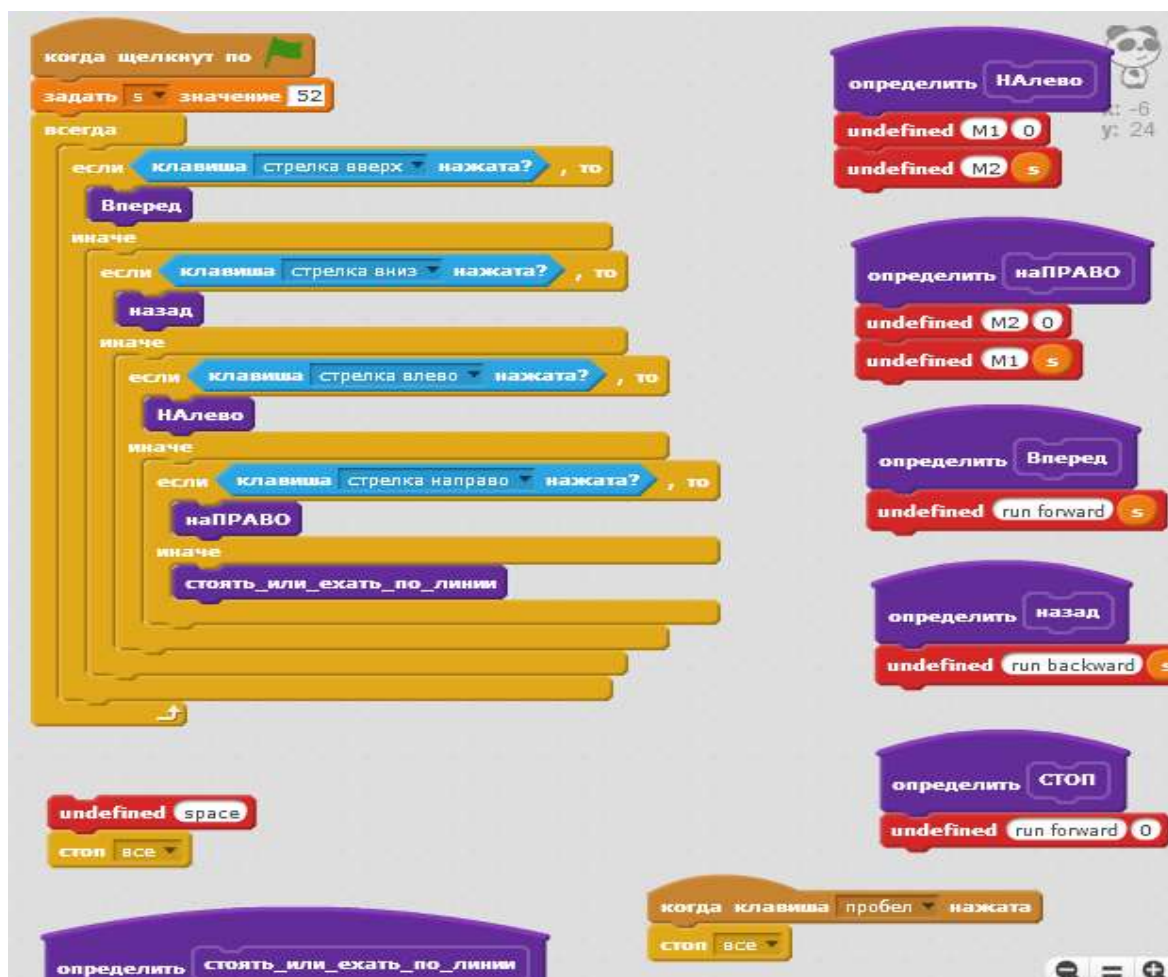 когда щелкнут по
задать s значение 52
всегда
если клавиша стрелка вверх нажата? , то
Вперед
иначе
если клавиша стрелка вниз нажата? , то
назад
иначе
если клавиша стрелка влево нажата? , то
НАлево
иначе
если клавиша стрелка направо нажата? , то
наПРАВО
иначе
стоять_или_ехать_по_линии
undefined space
стоп все
определить стоять_или_ехать_по_линии
определить НАлево
undefined M1 0
undefined M2 s
x: -6
y: 24
определить наПРАВО
undefined M2 0
undefined M1 s
определить Вперед
undefined run forward s
определить назад
undefined run backward s
определить СТОП
undefined run forward 0
когда клавиша пробел нажата
стоп все